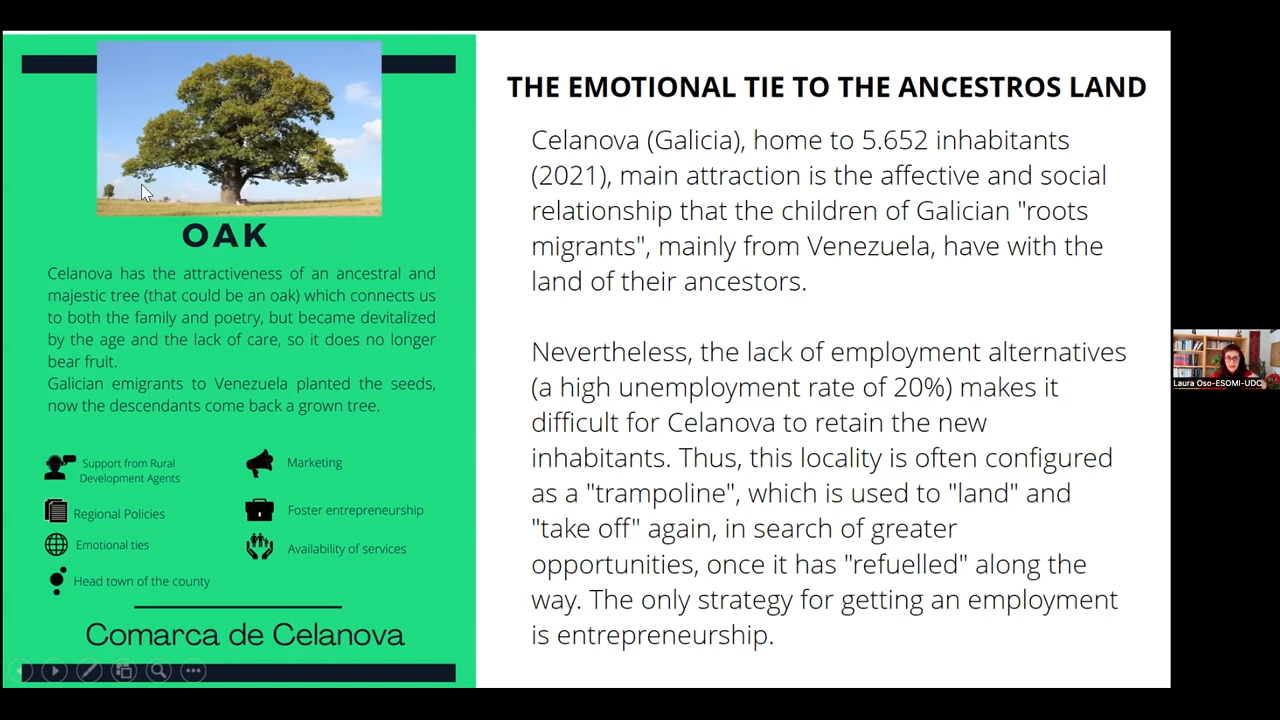 OAK
Celanova has the attractiveness of an ancestral and
majestic tree (that could be an oak) which connects us
to both the family and poetry, but became devitalized
by the age and the lack of care, so it does no longer
bear fruit.
Galician emigrants to Venezuela planted the seeds,
now the descendants come back a grown tree.
Support from Rural
Development Agents
Regional Policies
Emotional ties
Head town of the county
Marketing
Foster entrepreneurship
Availability of services
Comarca de Celanova
THE EMOTIONAL TIE TO THE ANCESTROS LAND
Celanova (Galicia), home to 5.652 inhabitants
(2021), main attraction is the affective and social
relationship that the children of Galician "roots
migrants", mainly from Venezuela, have with the
land of their ancestors.
Nevertheless, the lack of employment alternatives
(a high unemployment rate of 20%) makes it
difficult for Celanova to retain the new
inhabitants. Thus, this locality is often configured
as a "trampoline", which is used to "land" and
"take off" again, in search of greater
opportunities, once it has "refuelled" along the
way. The only strategy for getting an employment
is entrepreneurship.
Laura Oso-ESOMI-UDC